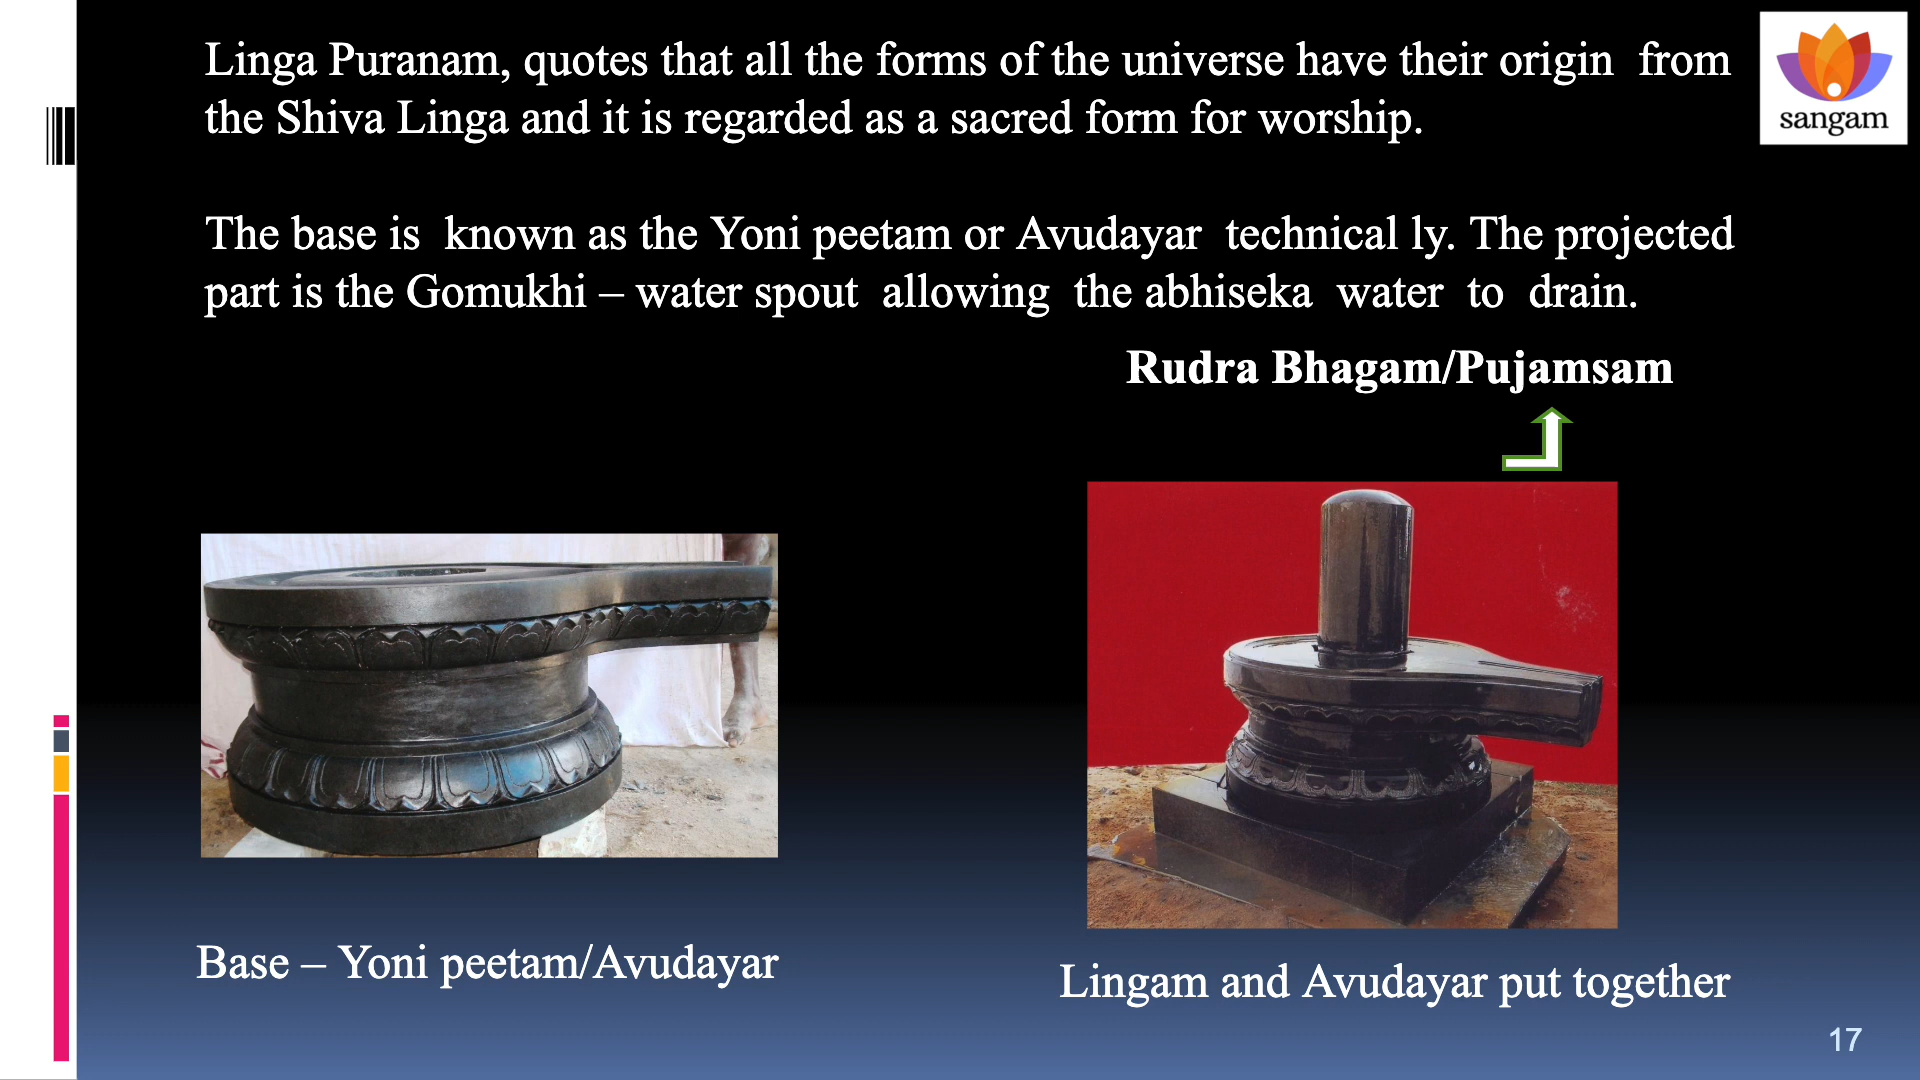 Linga Puranam, quotes that all the forms of the universe have their origin  from
the Shiva Linga and it is regarded as a sacred form for worship.
sangam
The base is  known as the Yoni peetam or Avudayar  technical ly. The projected
part is the Gomukhi – water spout  allowing  the abhiseka  water  to  drain.
Rudra Bhagam/Pujamsam
Base – Yoni peetam/Avudayar
Lingam and Avudayar put together
17